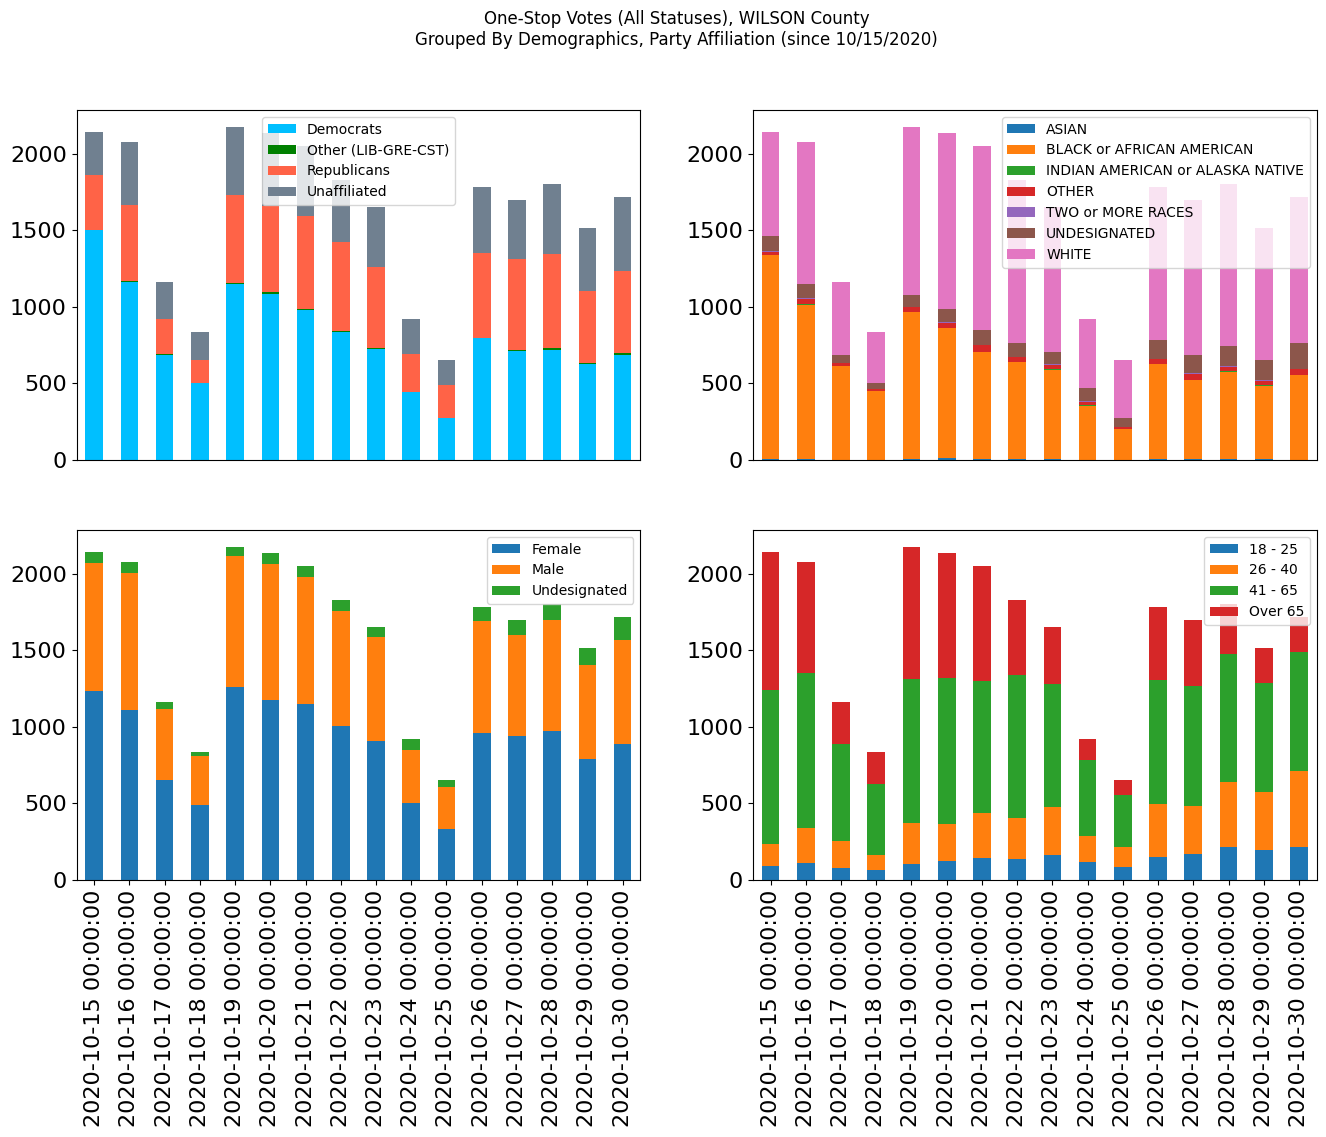 One-Stop Votes (All Statuses), WILSON County
Grouped By Demographics, Party Affiliation (since 10/15/2020)
2000
1500
1000
500
0
Democrats
Other (LIB-GRE-CST)
Republicans
Unaffiliated
2000
1500
1000
500
0
ASIAN
BLACK or AFRICAN AMERICAN
INDIAN AMERICAN or ALASKA NATIVE
OTHER
TWO or MORE RACES
UNDESIGNATED
WHITE
2000
1500
1000
500
0
Female
Male
Undesignated
2020-10-15 00:00:00
2020-10-16 00:00:00
2020-10-17 00:00:00
2020-10-18 00:00:00
2020-10-19 00:00:00
2020-10-20 00:00:00
2020-10-21 00:00:00
2020-10-22 00:00:00
2020-10-23 00:00:00
2020-10-24 00:00:00
2020-10-25 00:00:00
2020-10-26 00:00:00
2020-10-27 00:00:00
2020-10-28 00:00:00
2020-10-29 00:00:00
2020-10-30 00:00:00
2000
1500
1000
500
0
18 - 25
26 - 40
41 - 65
Over 65
2020-10-15 00:00:00
2020-10-16 00:00:00
2020-10-17 00:00:00
2020-10-18 00:00:00
2020-10-19 00:00:00
2020-10-20 00:00:00
2020-10-21 00:00:00
2020-10-22 00:00:00
2020-10-23 00:00:00
2020-10-24 00:00:00
2020-10-25 00:00:00
2020-10-26 00:00:00
2020-10-27 00:00:00
2020-10-28 00:00:00
2020-10-29 00:00:00
2020-10-30 00:00:00